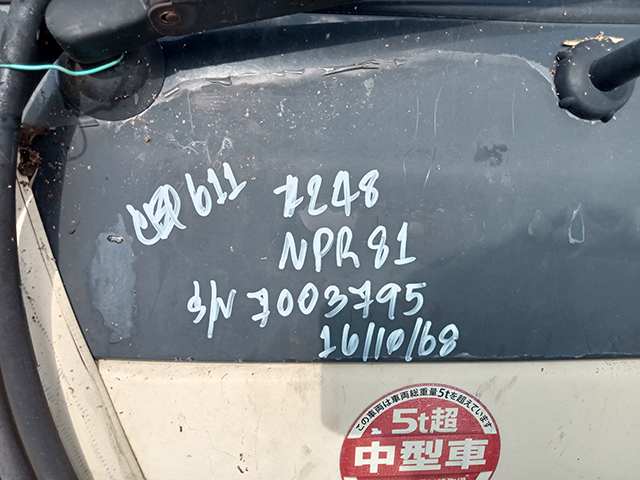 611 7248
NPR81
S/N 7003795
16/10/68
この車両は車両総重量5tを超えています
5t超
中型車